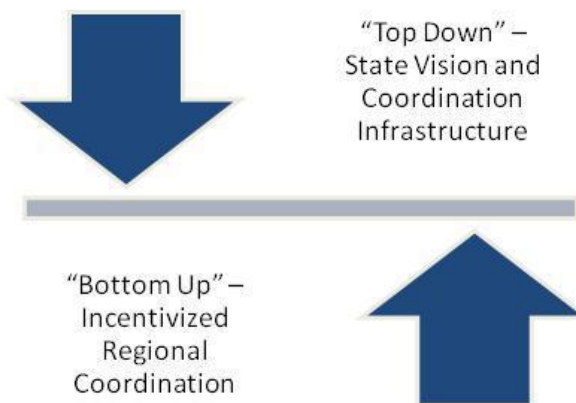 “Top Down” –
State Vision and
Coordination
Infrastructure
“Bottom Up” –
Incentivized
Regional
Coordination